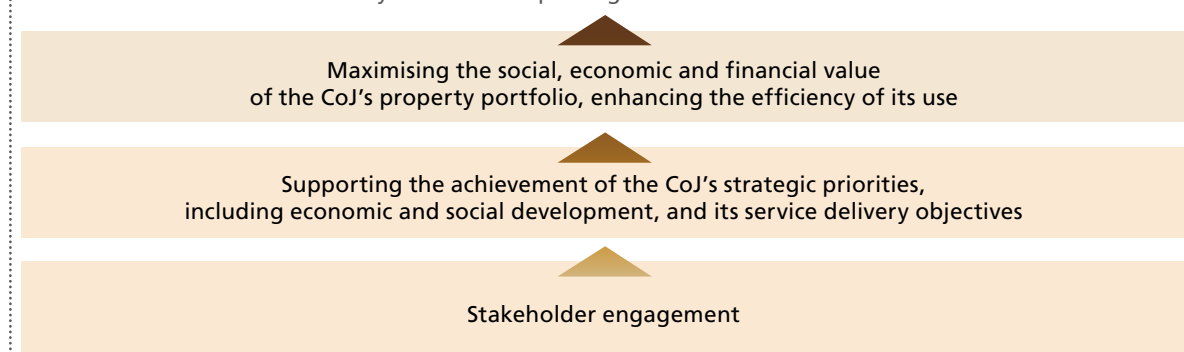 Maximising the social, economic and financial value
of the CoJ's property portfolio, enhancing the efficiency of its use
Supporting the achievement of the CoJ's strategic priorities,
including economic and social development, and its service delivery objectives
Stakeholder engagement